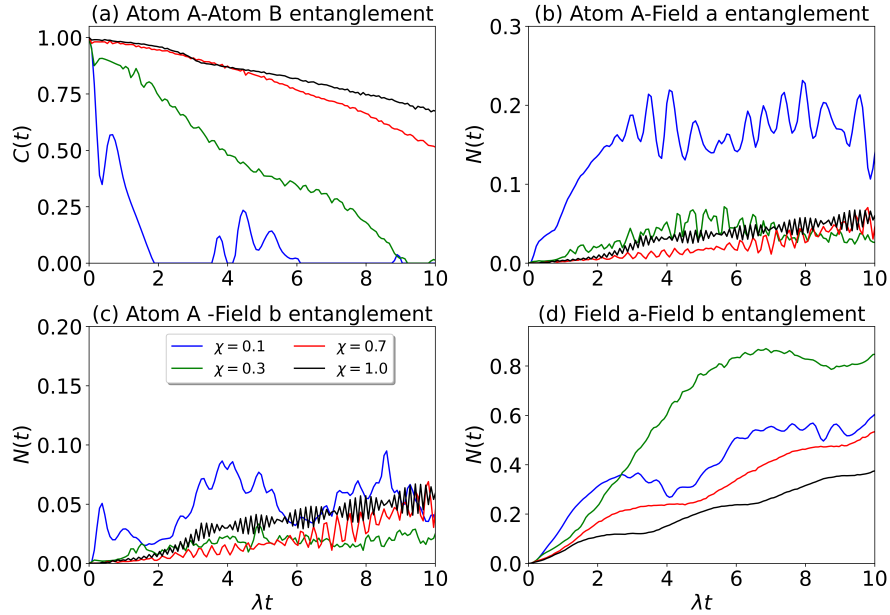 (a) Atom A-Atom B entanglement
C(t)
1.00
0.75
0.50
0.25
0.00
0 2 4 6 8 10
(b) Atom A-Field a entanglement
N(t)
0.3
0.2
0.1
0.0
0 2 4 6 8 10
(c) Atom A -Field b entanglement
N(t)
0.20
0.15
0.10
0.05
0.00
χ = 0.1 χ = 0.7
χ = 0.3 χ = 1.0
0 2 4 6 8 10
λt
(d) Field a-Field b entanglement
N(t)
0.8
0.6
0.4
0.2
0.0
0 2 4 6 8 10
λt